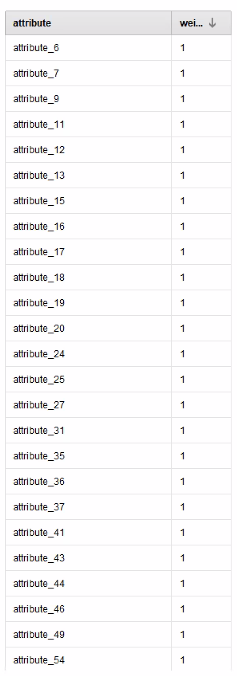 attribute wei... ↓
attribute_6 1
attribute_7 1
attribute_9 1
attribute_11 1
attribute_12 1
attribute_13 1
attribute_15 1
attribute_16 1
attribute_17 1
attribute_18 1
attribute_19 1
attribute_20 1
attribute_24 1
attribute_25 1
attribute_27 1
attribute_31 1
attribute_35 1
attribute_36 1
attribute_37 1
attribute_41 1
attribute_43 1
attribute_44 1
attribute_46 1
attribute_49 1
attribute_54 1